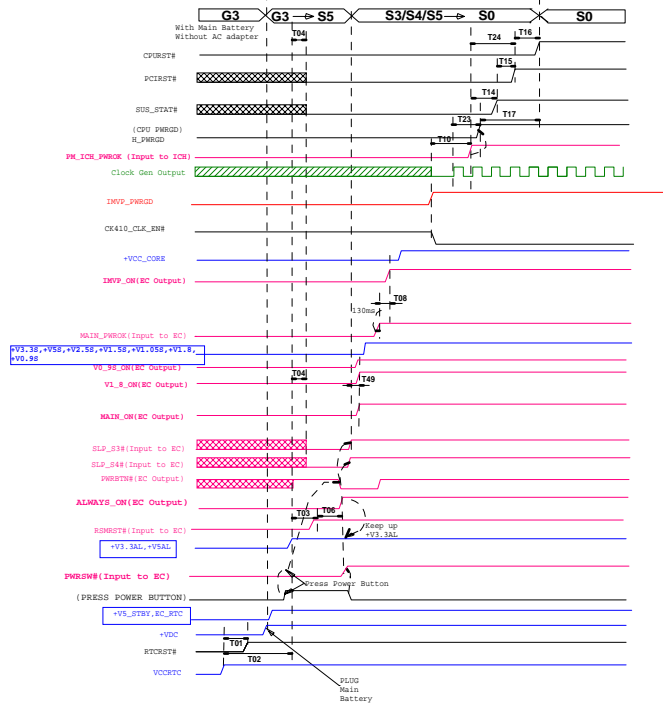 G3
G3 → S5
S3/S4/S5 → S0
S0
With Main Battery
Without AC adapter
T04
T24
T16
CPURST#
T15
PCIRST#
T14
SUS_STAT#
T17
T23
(CPU PWRGD)
H_PWRGD
T10
PM_ICH_PWROK (Input to ICH)
Clock Gen Output
IMVP_PWRGD
CK410_CLK_EN#
+VCC_CORE
IMVP_ON(EC Output)
T08
130ms
MAIN_PWROK(Input to EC)
+V3.3S,+V5S,+V2.5S,+V1.5S,+V1.05S,+V1.8,
+V0.9S
V0_9S_ON(EC Output)
T04
T49
V1_8_ON(EC Output)
MAIN_ON(EC Output)
SLP_S3#(Input to EC)
SLP_S4#(Input to EC)
PWRBTN#(EC Output)
ALWAYS_ON(EC Output)
T03
T06
RSMRST#(Input to EC)
Keep up
+V3.3AL
+V3.3AL,+V5AL
PWRSW#(Input to EC)
Press Power Button
(PRESS POWER BUTTON)
+V5_STBY,EC_RTC
+VDC
T01
RTCRST#
T02
VCCRTC
PLUG
Main
Battery